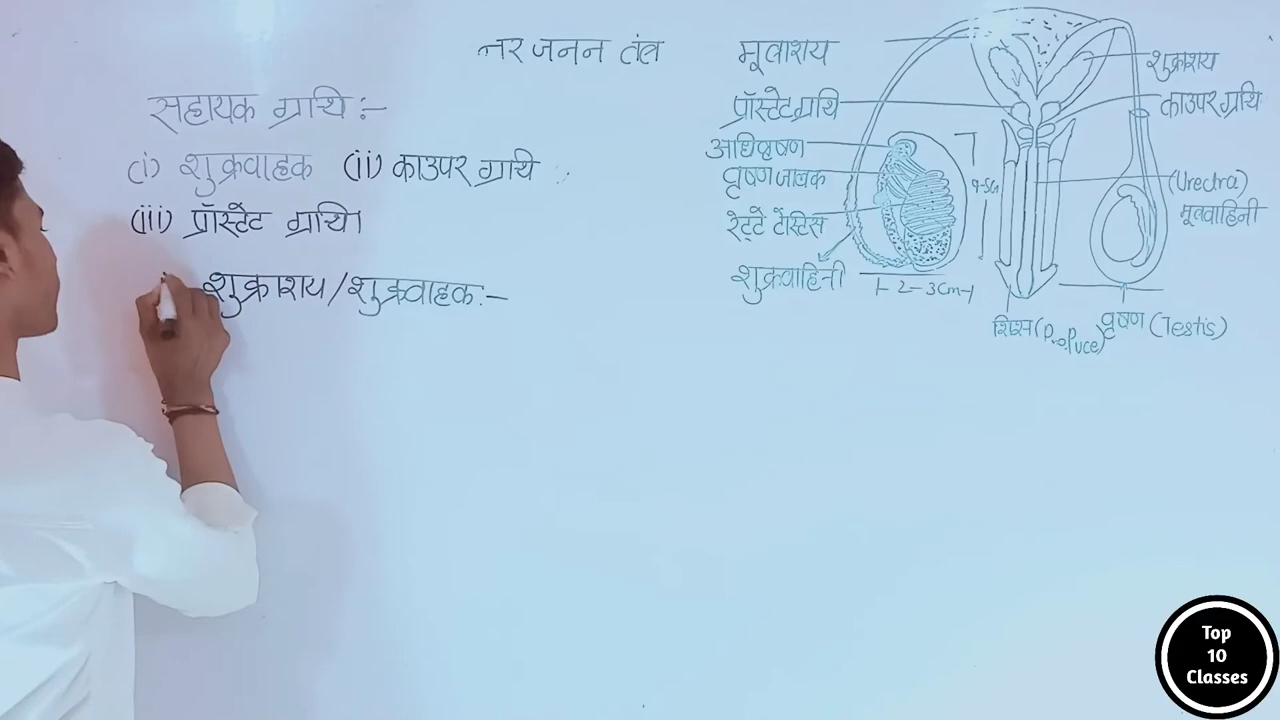 नर जनन तंत्र
सहायक ग्रंथि :-
(i) शुक्रवाहक (ii) काउपर ग्रंथि
(iii) प्रॉस्टेट ग्रंथि।
शुक्राशय/शुक्रवाहक :-
मूत्राशय
प्रॉस्टेट ग्रंथि
अधिवृषण
वृषण जालक
रेट्टे टेस्टिस
शुक्रवाहिनी
2-3cm
शुक्राशय
काउपर ग्रंथि
(Urectra)
मूत्रवाहिनी
वृषण (Testis)
Top
10
Classes